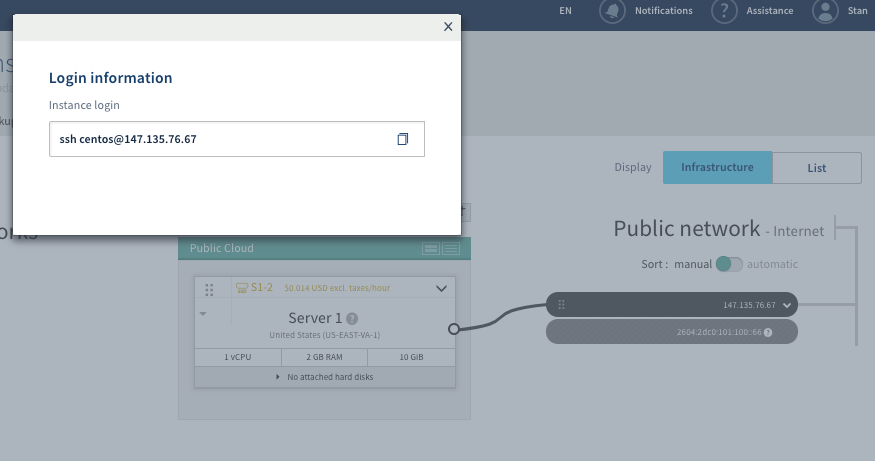 EN
Notifications
Assistance
Stan
Login information
Instance login
ssh centos@147.135.76.67
Display
Infrastructure
List
Public network - Internet
Sort :
manual
automatic
Public Cloud
S1-2
$0.014 USD excl. taxes/hour
Server 1
United States (US-EAST-VA-1)
1 vCPU
2 GB RAM
10 GiB
No attached hard disks
147.135.76.67
2604:2dc0:101:100::66